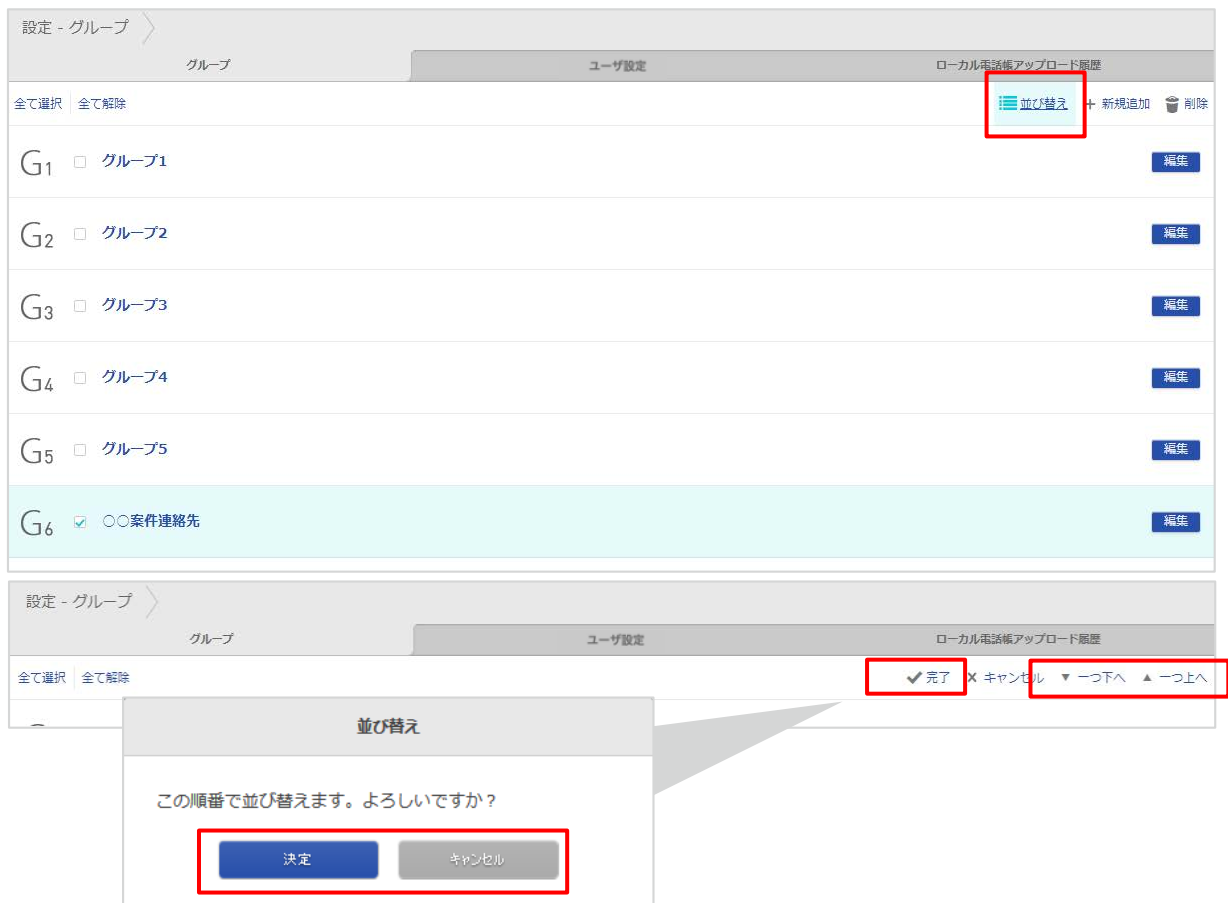 設定 - グループ
グループ ユーザ設定 ローカル電話帳アップロード履歴
全て選択 全て解除 並び替え + 新規追加 削除
G1 グループ1 編集
G2 グループ2 編集
G3 グループ3 編集
G4 グループ4 編集
G5 グループ5 編集
G6 〇〇案件連絡先 編集
設定 - グループ
グループ ユーザ設定 ローカル電話帳アップロード履歴
全て選択 全て解除 ✔ 完了 × キャンセル ▼ 一つ下へ ▲ 一つ上へ
並び替え
この順番で並び替えます。よろしいですか？
決定 キャンセル